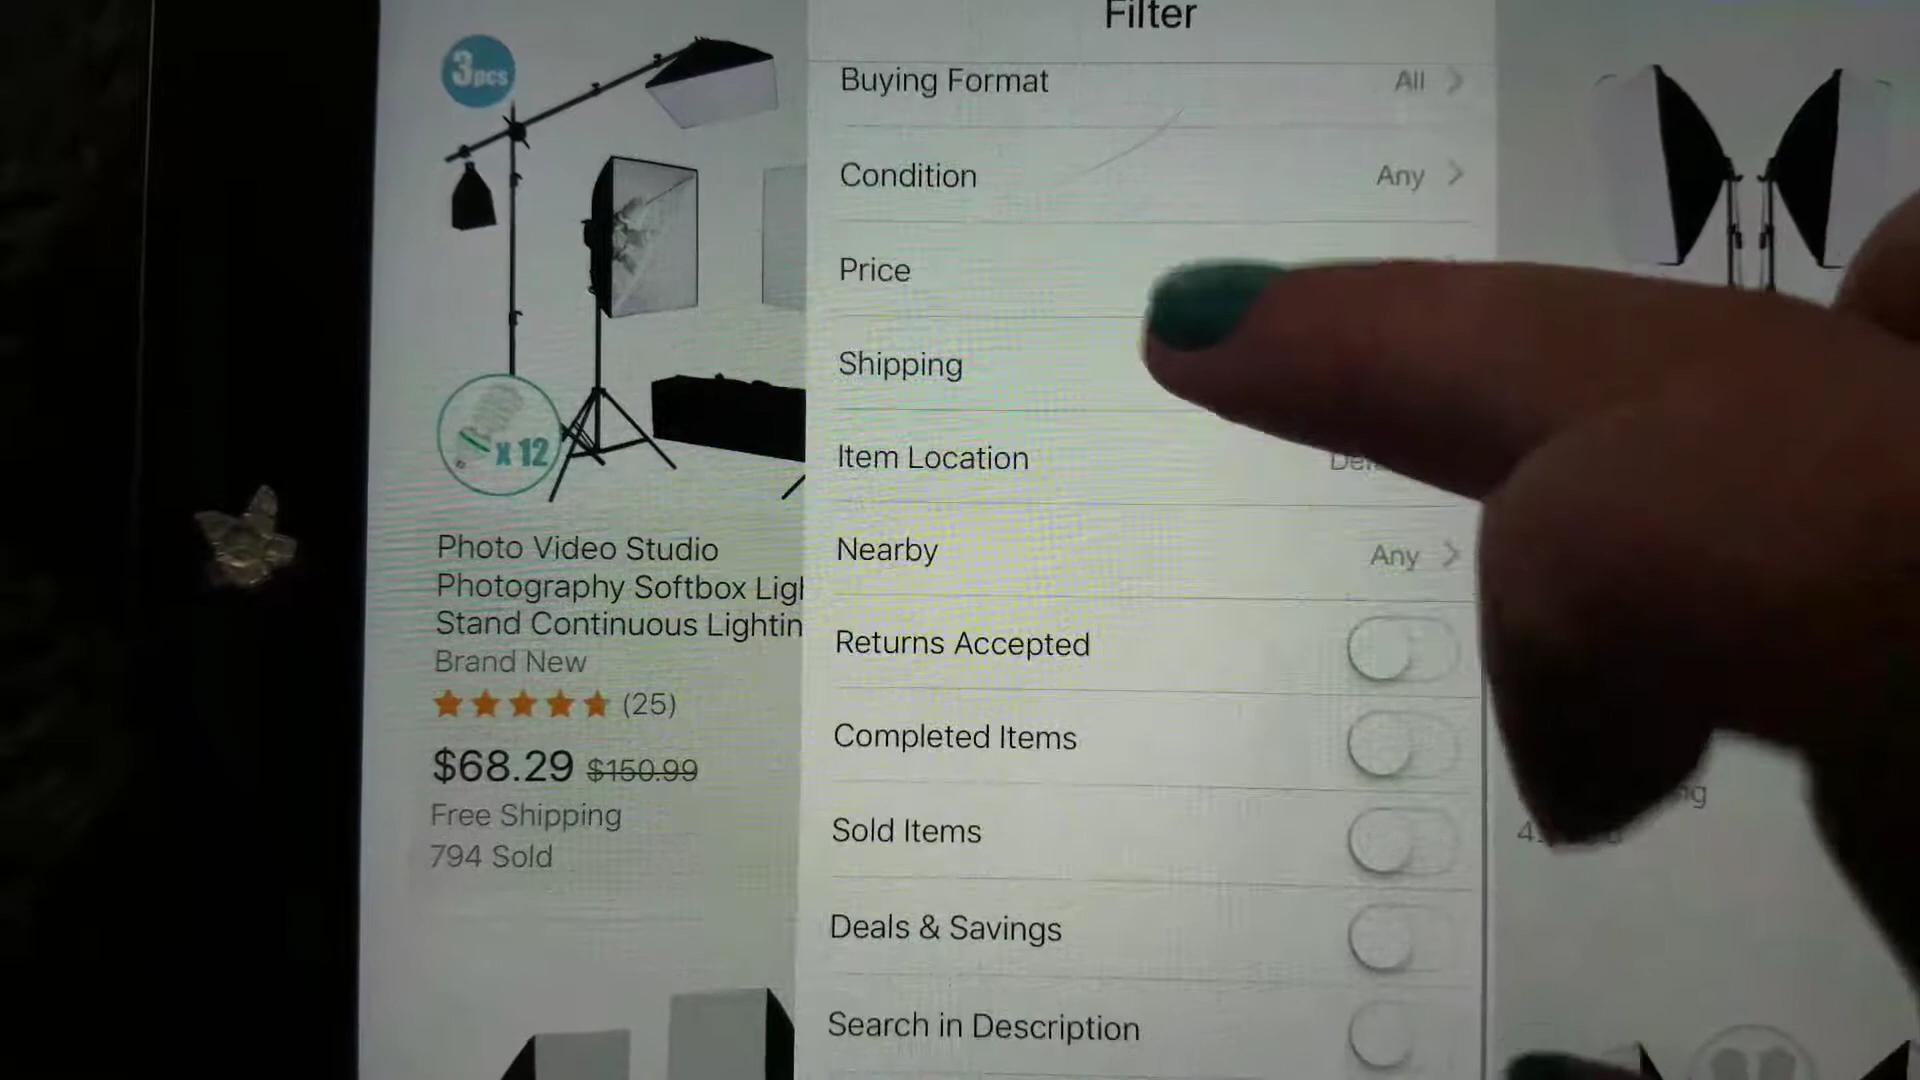 Filter
3pcs
Buying Format
All
Condition
Any
Price
Shipping
Item Location
Nearby
Any
x 12
Photo Video Studio
Photography Softbox
Stand Continuous
Brand New
(25)
$68.29 $150.99
Free Shipping
794 Sold
Returns Accepted
Completed Items
Sold Items
Deals & Savings
Search in Description